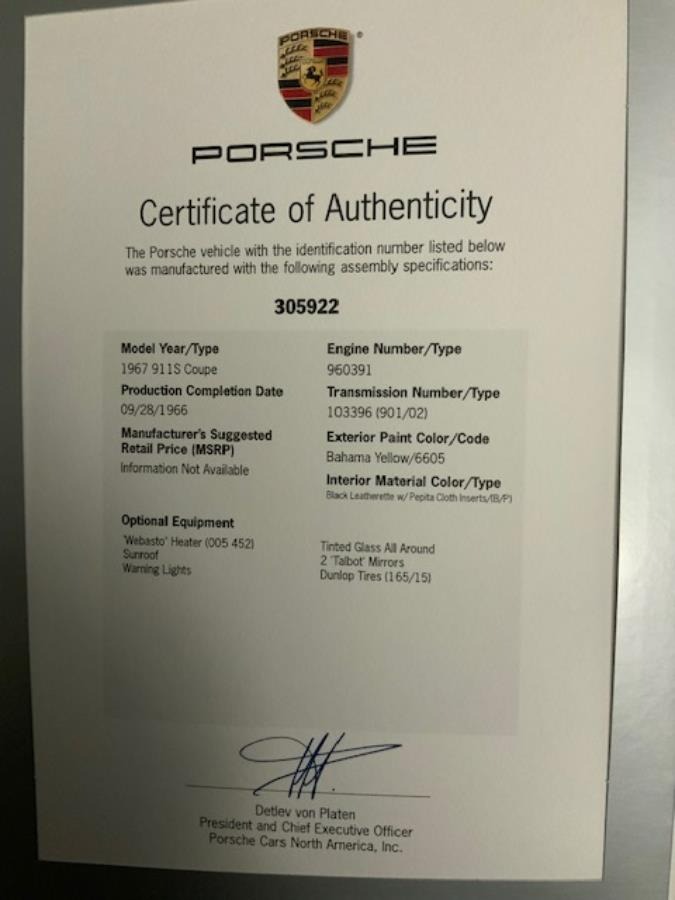 PORSCHE
PORSCHE
Certificate of Authenticity
The Porsche vehicle with the identification number listed below
was manufactured with the following assembly specifications:
305922
Model Year/Type
1967 911S Coupe
Production Completion Date
09/28/1966
Manufacturer's Suggested
Retail Price (MSRP)
Information Not Available
Engine Number/Type
960391
Transmission Number/Type
103396 (901/02)
Exterior Paint Color/Code
Bahama Yellow/6605
Interior Material Color/Type
Black Leatherette w/ Pepita Cloth Inserts/(B/P)
Optional Equipment
'Webasto' Heater (005 452)
Sunroof
Warning Lights
Tinted Glass All Around
2 'Talbot' Mirrors
Dunlop Tires (165/15)
Detlev von Platen
President and Chief Executive Officer
Porsche Cars North America, Inc.